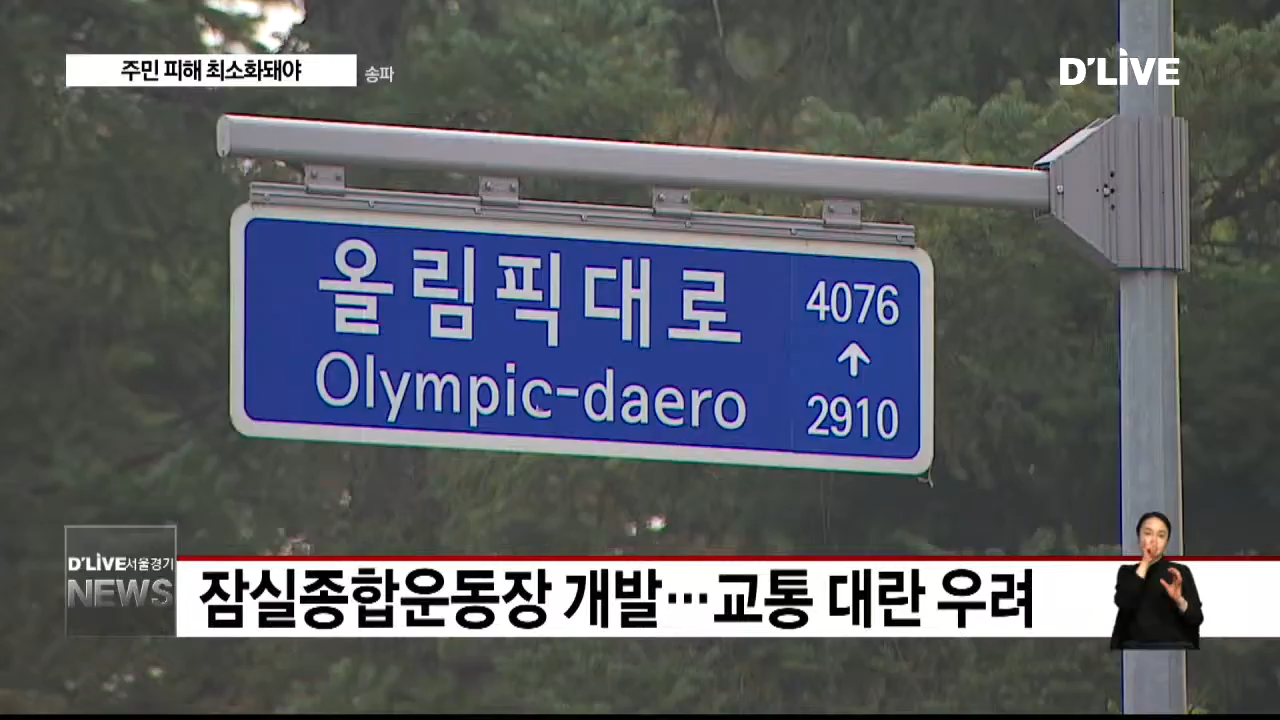 주민 피해 최소화돼야
송파
D'LIVE
올림픽대로
Olympic-daero
4076
↑
2910
D'LIVE서울경기
NEWS
잠실종합운동장 개발…교통 대란 우려